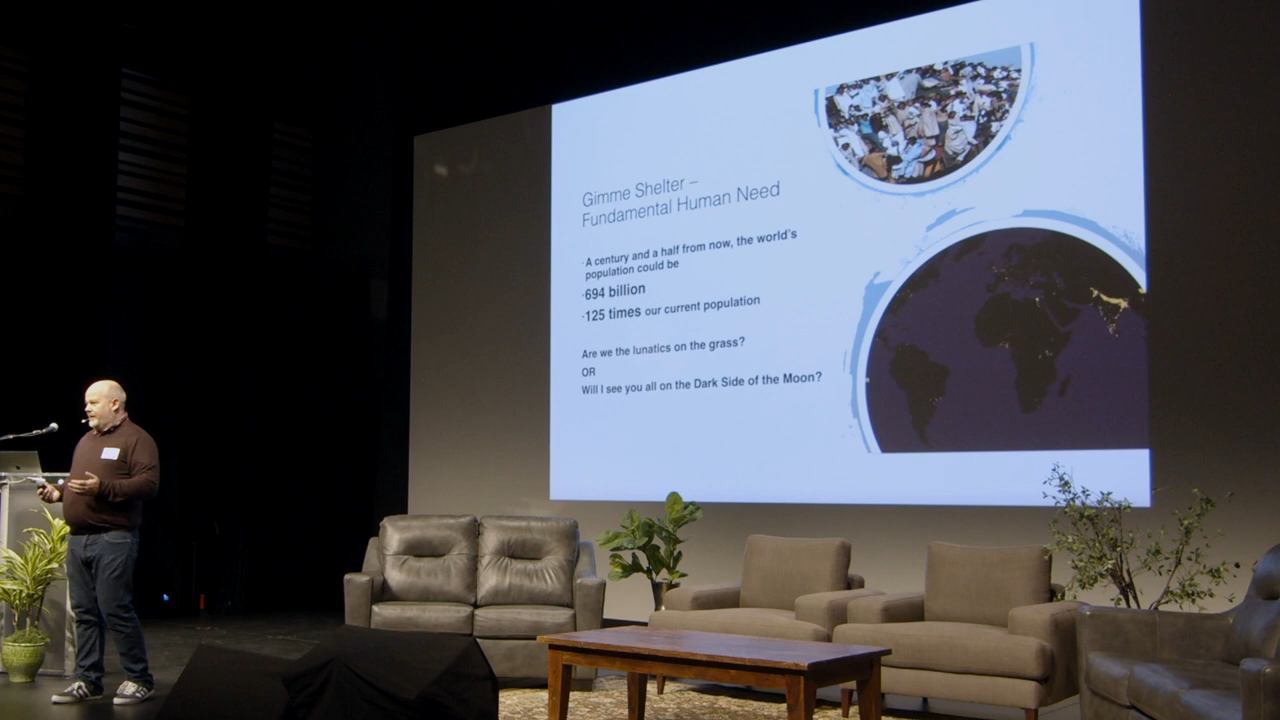 Gimme Shelter –
Fundamental Human Need
·A century and a half from now, the world's
population could be
·694 billion
·125 times our current population
Are we the lunatics on the grass?
OR
Will I see you all on the Dark Side of the Moon?